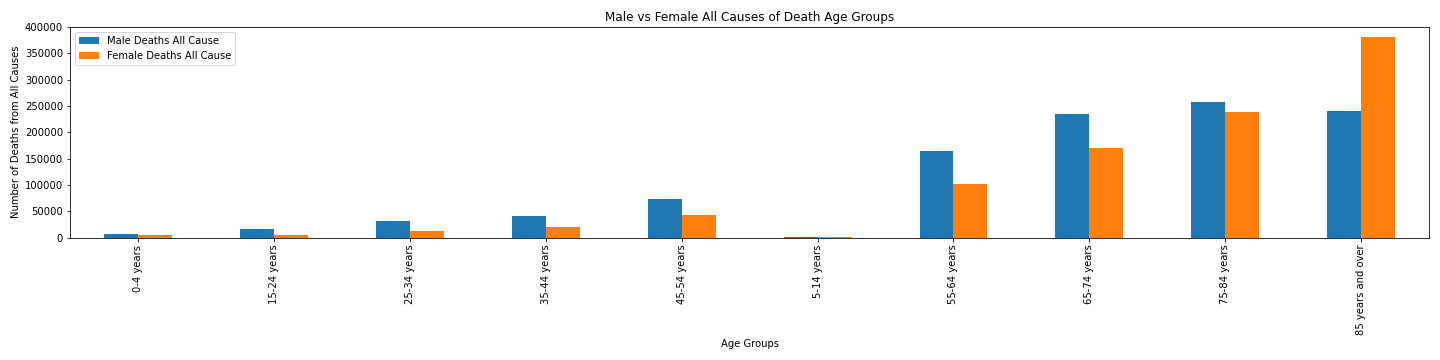 Male vs Female All Causes of Death Age Groups
Male Deaths All Cause
Female Deaths All Cause
Number of Deaths from All Causes
400000
350000
300000
250000
200000
150000
100000
50000
0
0-4 years
15-24 years
25-34 years
35-44 years
45-54 years
5-14 years
55-64 years
65-74 years
75-84 years
85 years and over
Age Groups